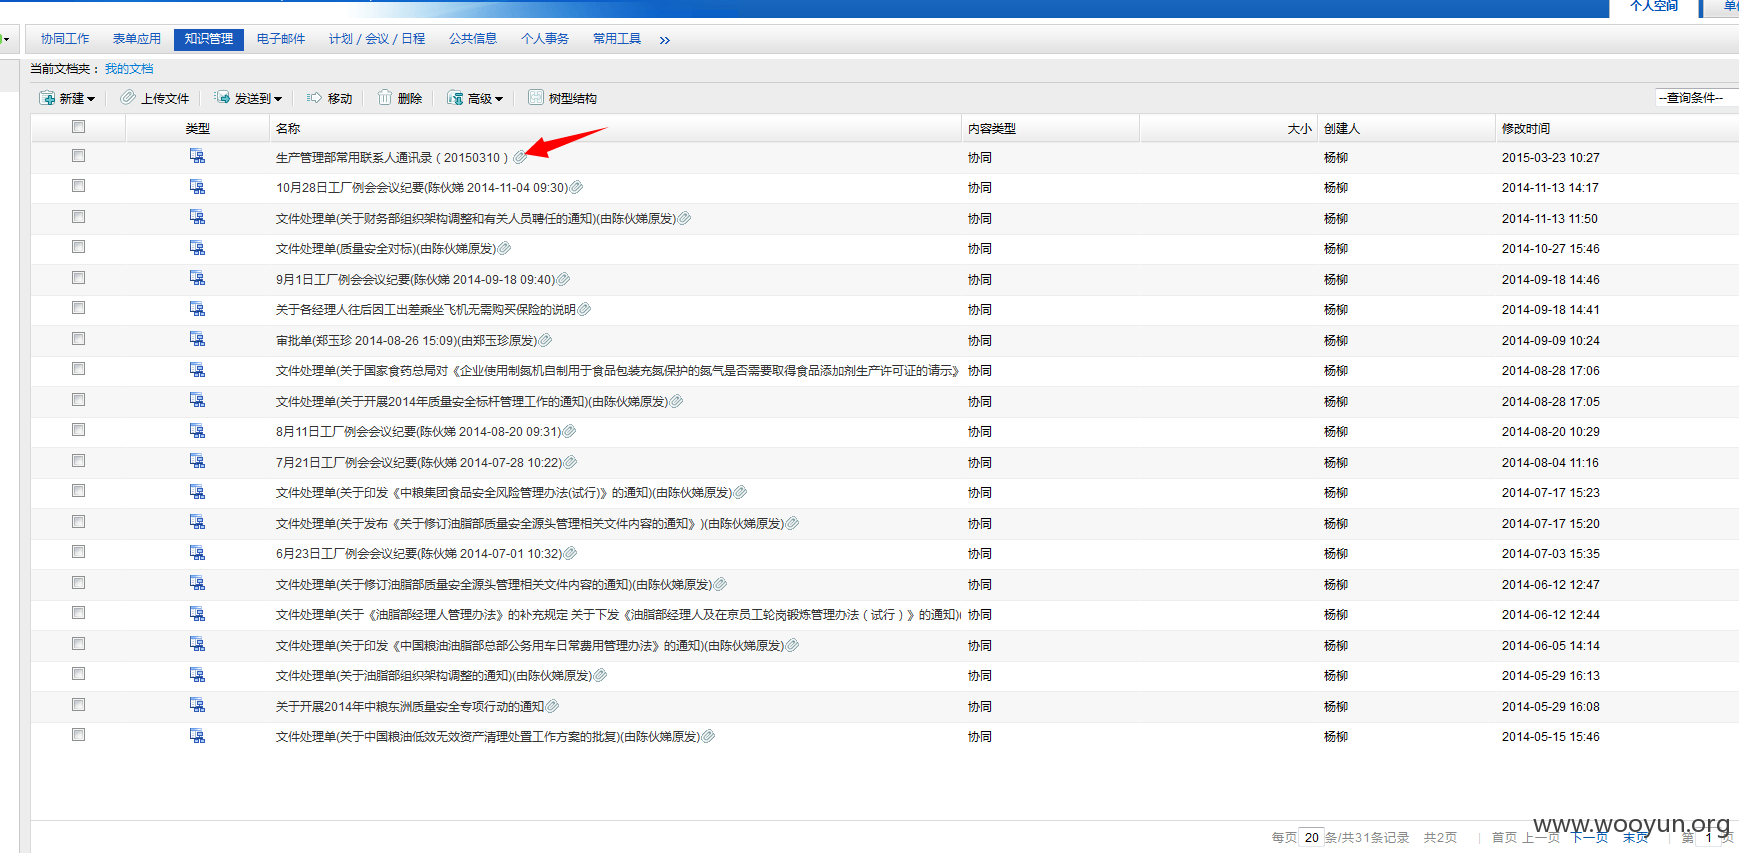 个人空间
协同工作 表单应用 知识管理 电子邮件 计划 / 会议 / 日程 公共信息 个人事务 常用工具 »
当前文档夹： 我的文档
新建 上传文件 发送到 移动 删除 高级 树型结构 --查询条件--
类型 名称 内容类型 大小 创建人 修改时间
生产管理部常用联系人通讯录（20150310） 协同 杨柳 2015-03-23 10:27
10月28日工厂例会会议纪要(陈伙娣 2014-11-04 09:30) 协同 杨柳 2014-11-13 14:17
文件处理单(关于财务部组织架构调整和有关人员聘任的通知)(由陈伙娣原发) 协同 杨柳 2014-11-13 11:50
文件处理单(质量安全对标)(由陈伙娣原发) 协同 杨柳 2014-10-27 15:46
9月1日工厂例会会议纪要(陈伙娣 2014-09-18 09:40) 协同 杨柳 2014-09-18 14:46
关于各经理人往后因工出差乘坐飞机无需购买保险的说明 协同 杨柳 2014-09-18 14:41
审批单(郑玉珍 2014-08-26 15:09)(由郑玉珍原发) 协同 杨柳 2014-09-09 10:24
文件处理单(关于国家食药总局对《企业使用制氮机自制用于食品包装充氮保护的氮气是否需要取得食品添加剂生产许可证的请示》 协同 杨柳 2014-08-28 17:06
文件处理单(关于开展2014年质量安全标杆管理工作的通知)(由陈伙娣原发) 协同 杨柳 2014-08-28 17:05
8月11日工厂例会会议纪要(陈伙娣 2014-08-20 09:31) 协同 杨柳 2014-08-20 10:29
7月21日工厂例会会议纪要(陈伙娣 2014-07-28 10:22) 协同 杨柳 2014-08-04 11:16
文件处理单(关于印发《中粮集团食品安全风险管理办法(试行)》的通知)(由陈伙娣原发) 协同 杨柳 2014-07-17 15:23
文件处理单(关于发布《关于修订油脂部质量安全源头管理相关文件内容的通知》)(由陈伙娣原发) 协同 杨柳 2014-07-17 15:20
6月23日工厂例会会议纪要(陈伙娣 2014-07-01 10:32) 协同 杨柳 2014-07-03 15:35
文件处理单(关于修订油脂部质量安全源头管理相关文件内容的通知)(由陈伙娣原发) 协同 杨柳 2014-06-12 12:47
文件处理单(关于《油脂部经理人管理办法》的补充规定 关于下发《油脂部经理人及在京员工轮岗锻炼管理办法（试行）》的通知)( 协同 杨柳 2014-06-12 12:44
文件处理单(关于印发《中国粮油油脂部总部公务用车日常费用管理办法》的通知)(由陈伙娣原发) 协同 杨柳 2014-06-05 14:14
文件处理单(关于油脂部组织架构调整的通知)(由陈伙娣原发) 协同 杨柳 2014-05-29 16:13
关于开展2014年中粮东洲质量安全专项行动的通知 协同 杨柳 2014-05-29 16:08
文件处理单(关于中国粮油低效无效资产清理处置工作方案的批复)(由陈伙娣原发) 协同 杨柳 2014-05-15 15:46
每页 20 条/共31条记录 共2页 首页 上一页 下一页 末页 第 1 页
www.wooyun.org